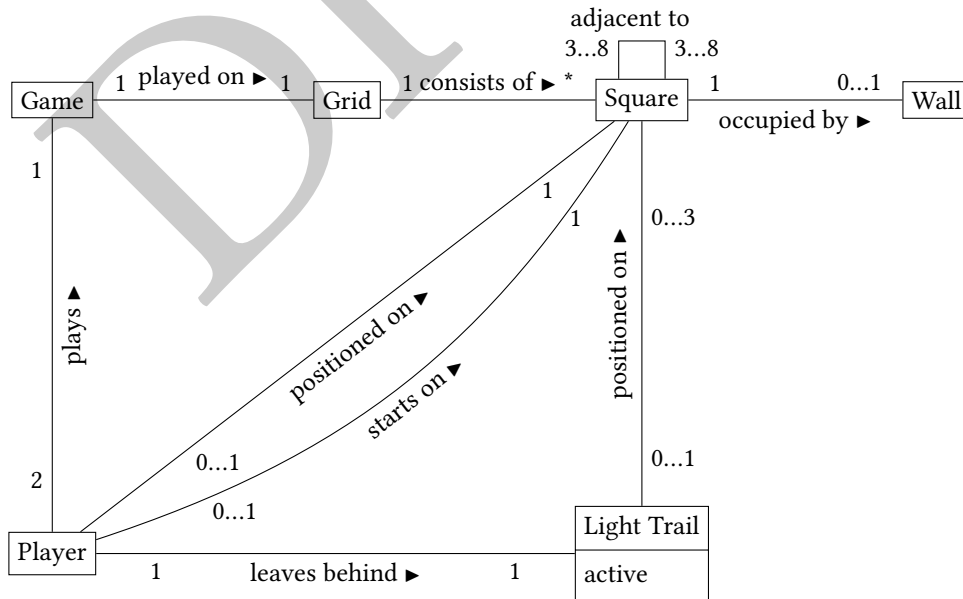 adjacent to
3...8 3...8
Game 1 played on ► 1 Grid 1 consists of ► * Square 1 0...1 Wall
occupied by ►
1 1 1 0...3
plays ►
positioned on ►
starts on ►
positioned on ►
2 0...1 0...1 0...1
Player 1 leaves behind ► 1 Light Trail
active